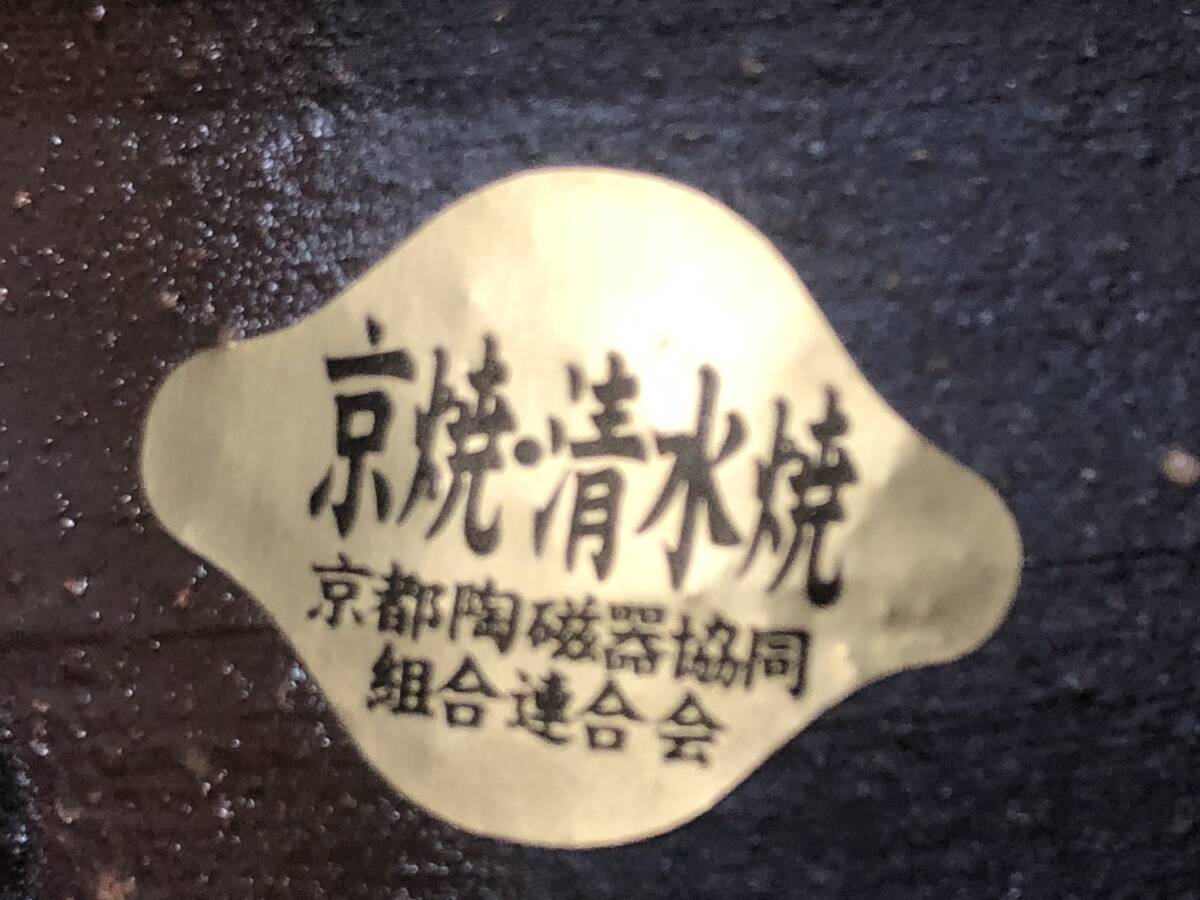 京焼・清水焼
京都陶磁器協同
組合連合会